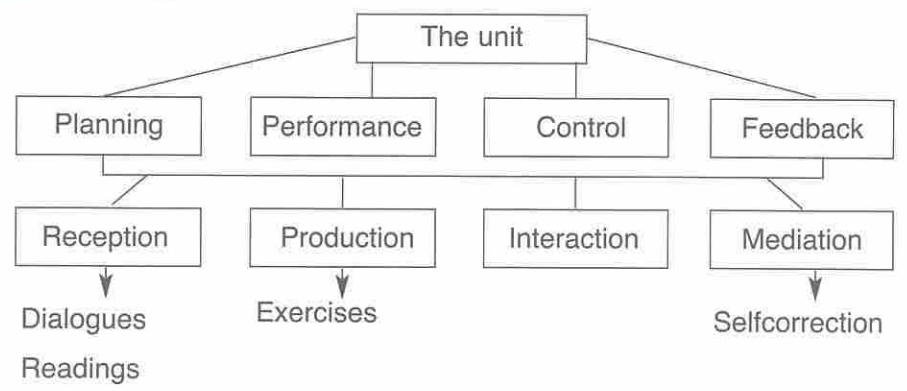 The unit
Planning
Performance
Control
Feedback
Reception
Production
Interaction
Mediation
Dialogues
Readings
Exercises
Selfcorrection